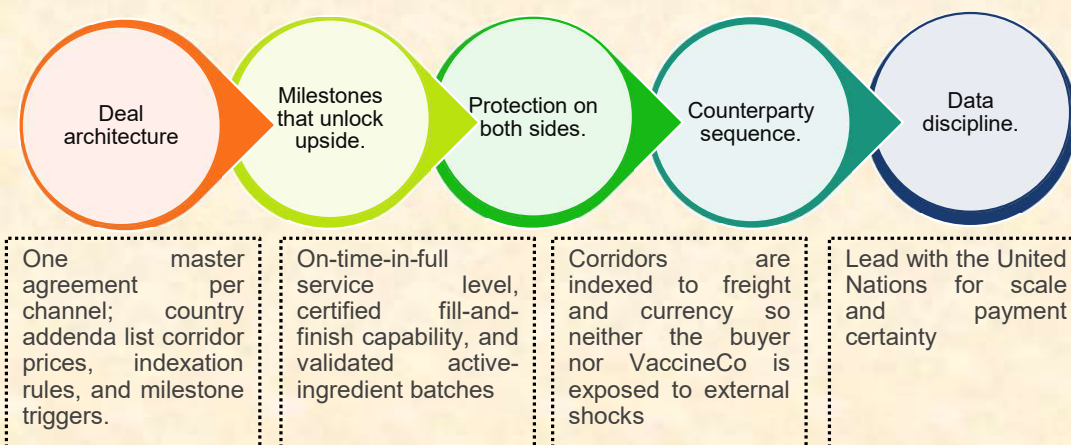 Deal
architecture
Milestones
that unlock
upside.
Protection on
both sides.
Counterparty
sequence.
Data
discipline.
One master
agreement per
channel; country
addenda list corridor
prices, indexation
rules, and milestone
triggers.
On-time-in-full
service level,
certified fill-and-
finish capability, and
validated active-
ingredient batches
Corridors are
indexed to freight
and currency so
neither the buyer
nor VaccineCo is
exposed to external
shocks
Lead with the United
Nations for scale
and payment
certainty